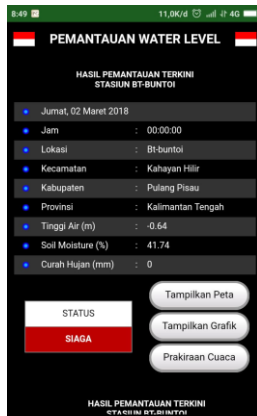 8:49 11,0K/d 4G
PEMANTAUAN WATER LEVEL
HASIL PEMANTAUAN TERKINI
STASIUN BT-BUNTOI
Jumat, 02 Maret 2018
Jam : 00:00:00
Lokasi : Bt-buntoi
Kecamatan : Kahayan Hilir
Kabupaten : Pulang Pisau
Provinsi : Kalimantan Tengah
Tinggi Air (m) : -0.64
Soil Moisture (%) : 41.74
Curah Hujan (mm) : 0
STATUS
SIAGA
Tampilkan Peta
Tampilkan Grafik
Prakiraan Cuaca
HASIL PEMANTAUAN TERKINI
STASIUN BT-BUNTOI